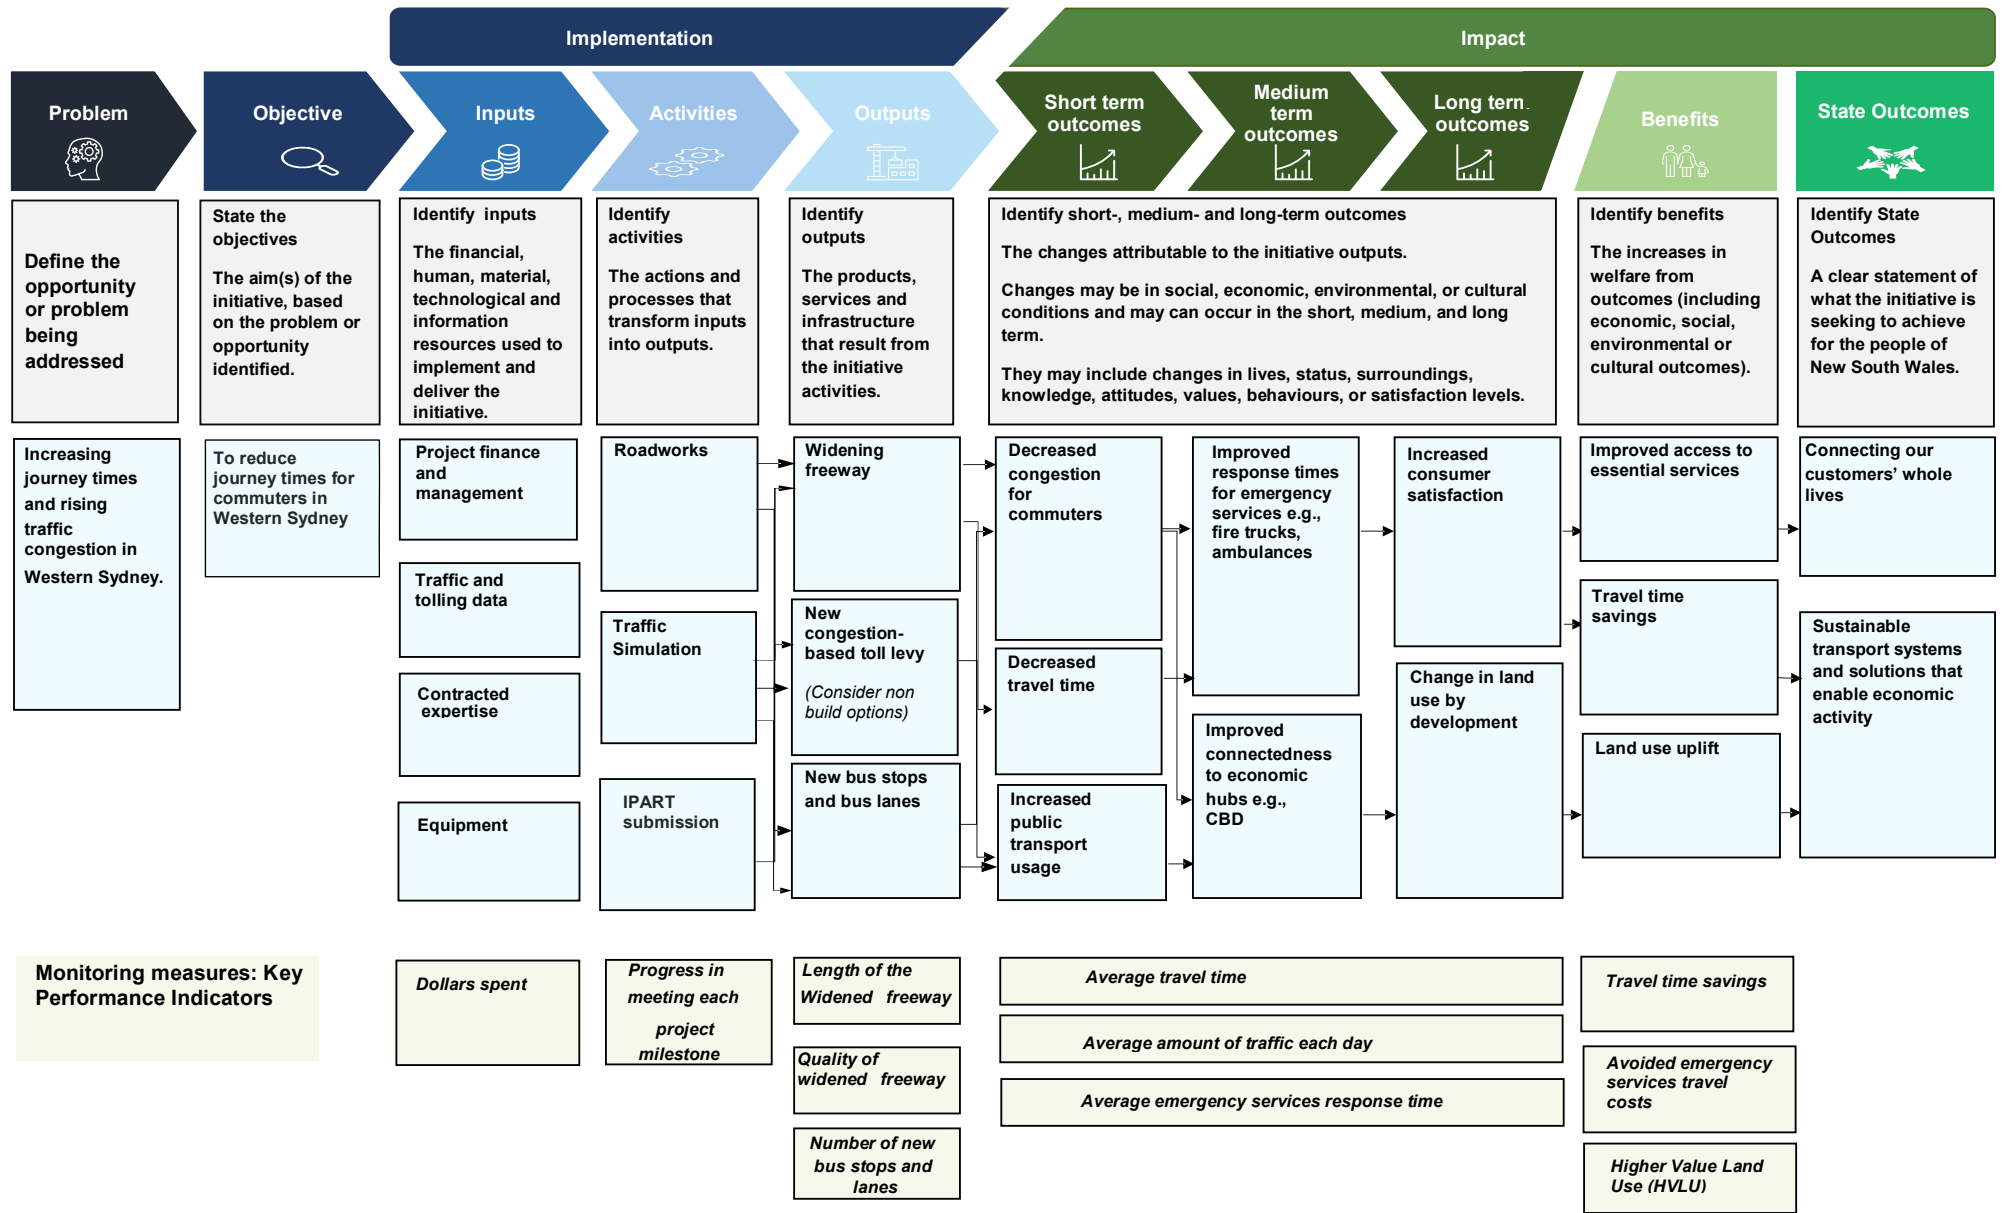 Implementation
Impact
Problem
Objective
Inputs
Activities
Outputs
Short term
outcomes
Medium
term
outcomes
Long term
outcomes
Benefits
State Outcomes
Define the
opportunity
or problem
being
addressed
State the
objectives
The aim(s) of the
initiative, based
on the problem or
opportunity
identified.
Identify inputs
The financial,
human, material,
technological and
information
resources used to
implement and
deliver the
initiative.
Identify
activities
The actions and
processes that
transform inputs
into outputs.
Identify
outputs
The products,
services and
infrastructure
that result from
the initiative
activities.
Identify short-, medium- and long-term outcomes
The changes attributable to the initiative outputs.
Changes may be in social, economic, environmental, or cultural
conditions and may can occur in the short, medium, and long
term.
They may include changes in lives, status, surroundings,
knowledge, attitudes, values, behaviours, or satisfaction levels.
Identify benefits
The increases in
welfare from
outcomes (including
economic, social,
environmental or
cultural outcomes).
Identify State
Outcomes
A clear statement of
what the initiative is
seeking to achieve
for the people of
New South Wales.
Increasing
journey times
and rising
traffic
congestion in
Western Sydney.
To reduce
journey times for
commuters in
Western Sydney
Project finance
and
management
Traffic and
tolling data
Contracted
expertise
Equipment
Roadworks
Traffic
Simulation
IPART
submission
Widening
freeway
New
congestion-
based toll levy
(Consider non
build options)
New bus stops
and bus lanes
Decreased
congestion
for
commuters
Decreased
travel time
Increased
public
transport
usage
Improved
response times
for emergency
services e.g.,
fire trucks,
ambulances
Improved
connectedness
to economic
hubs e.g.,
CBD
Increased
consumer
satisfaction
Change in land
use by
development
Improved access to
essential services
Travel time
savings
Land use uplift
Connecting our
customers’ whole
lives
Sustainable
transport systems
and solutions that
enable economic
activity
Monitoring measures: Key
Performance Indicators
Dollars spent
Progress in
meeting each
project
milestone
Length of the
Widened freeway
Quality of
widened freeway
Number of new
bus stops and
lanes
Average travel time
Average amount of traffic each day
Average emergency services response time
Travel time savings
Avoided emergency
services travel
costs
Higher Value Land
Use (HVLU)